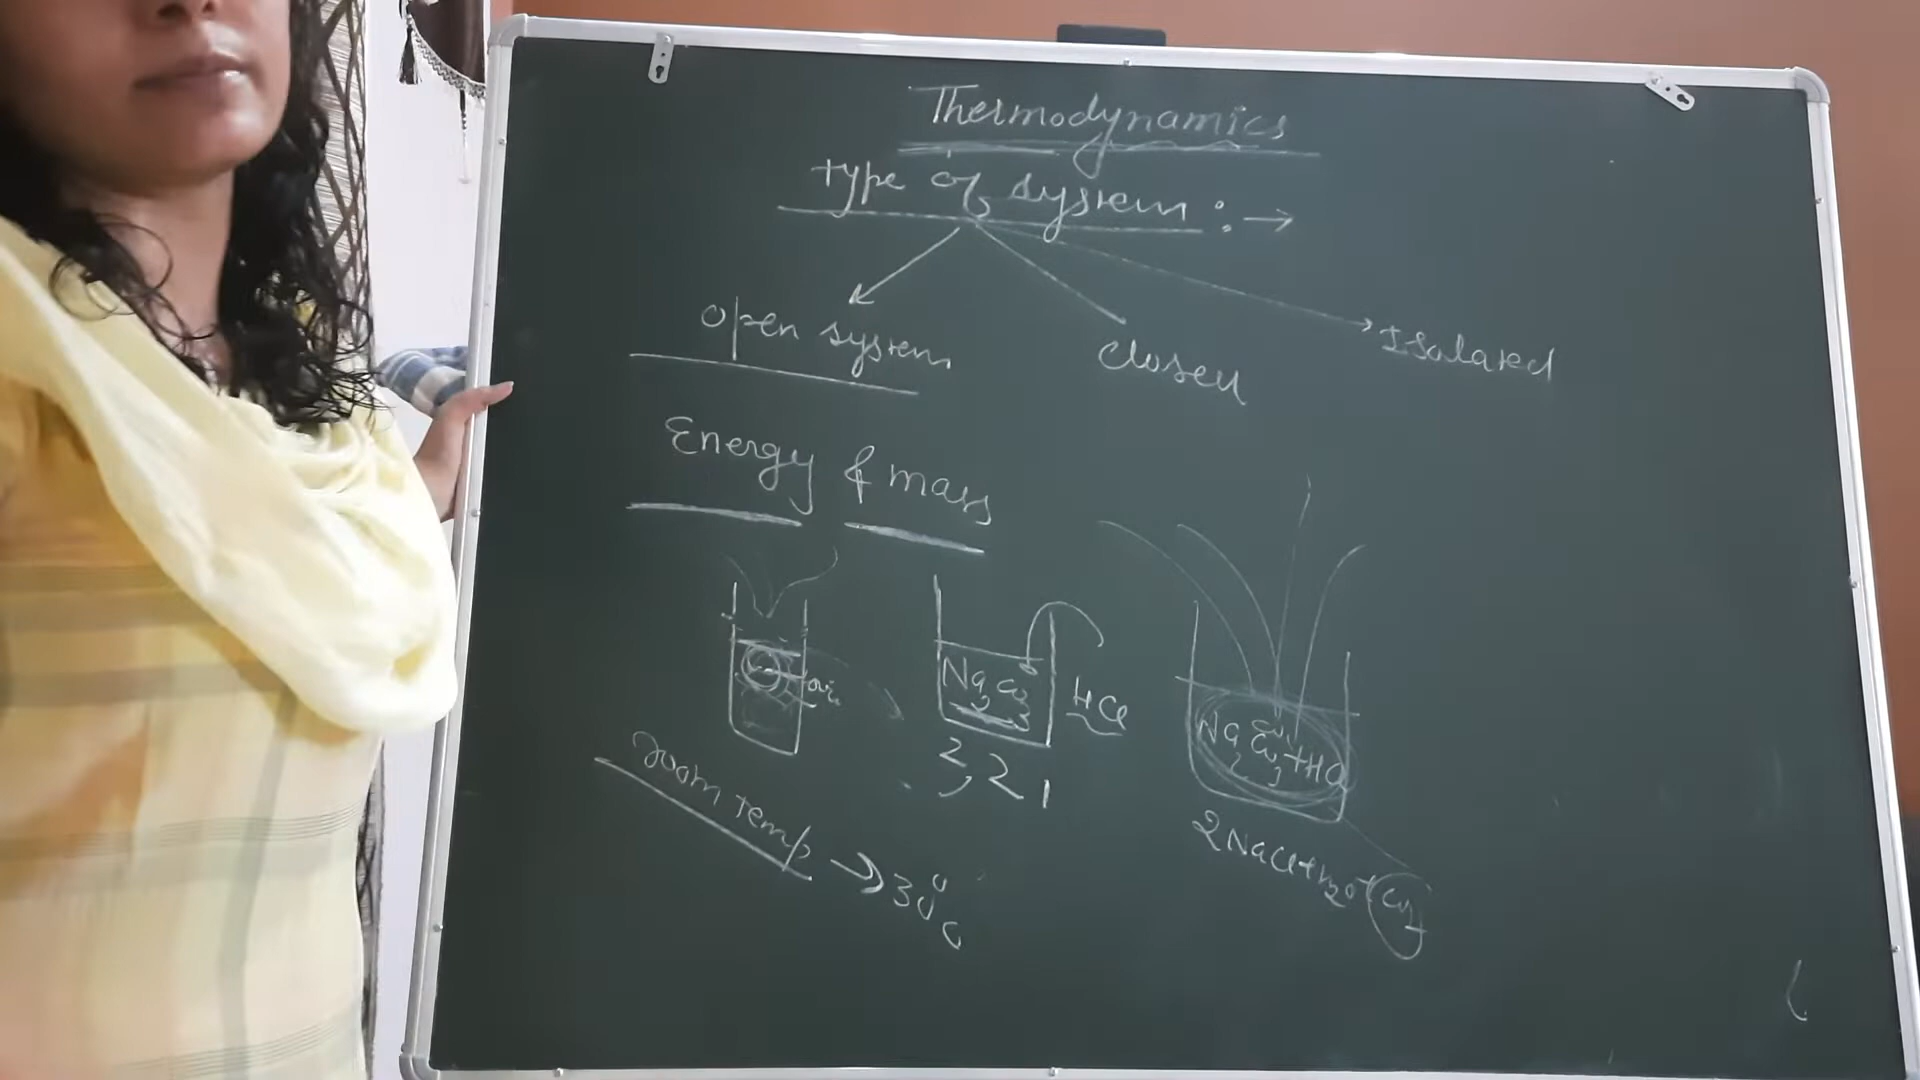 Thermodynamics
type of system : →
open system
closed
Isolated
Energy & mass
Na2CO3
HCl
Na2CO3+HCl
room temp → 30°C
2NaCl+H2O+CO2